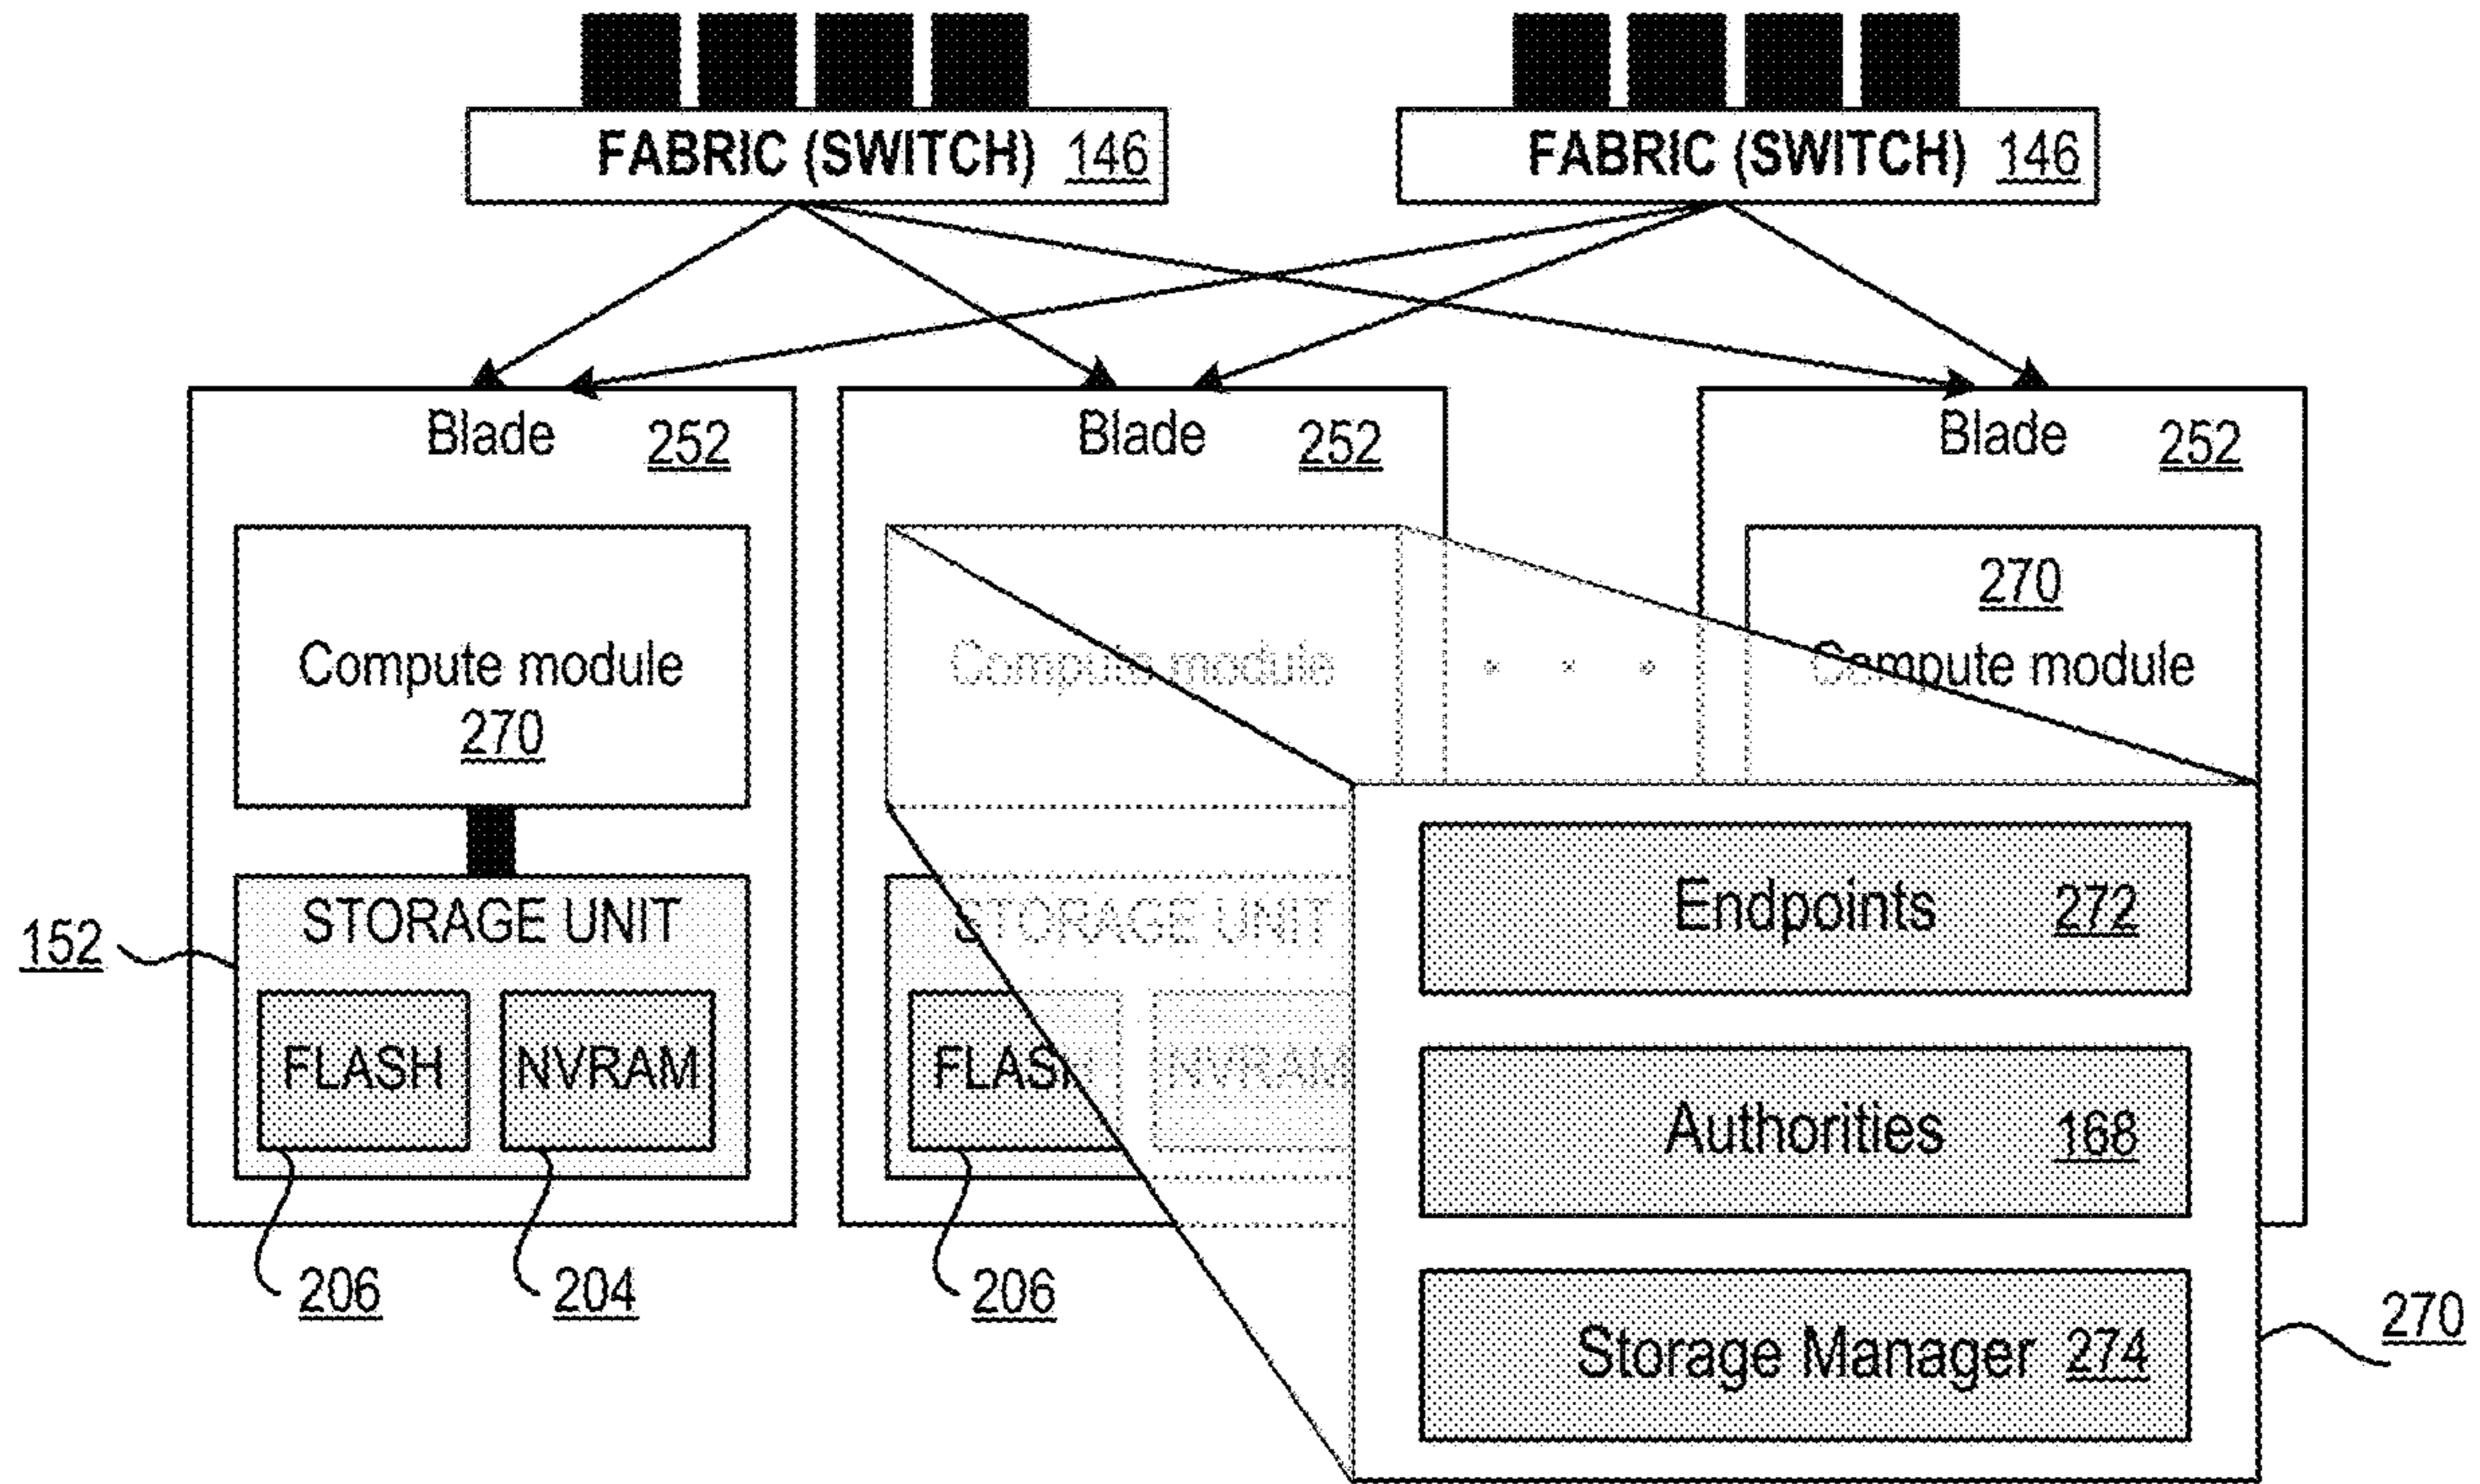 FABRIC (SWITCH) 146
FABRIC (SWITCH) 146
Blade 252
Blade 252
Blade 252
Compute module
270
Compute module
270
Compute module
STORAGE UNIT
152
FLASH
NVRAM
206
204
STORAGE UNIT
FLASH
NVRAM
206
Endpoints 272
Authorities 168
Storage Manager 274
270